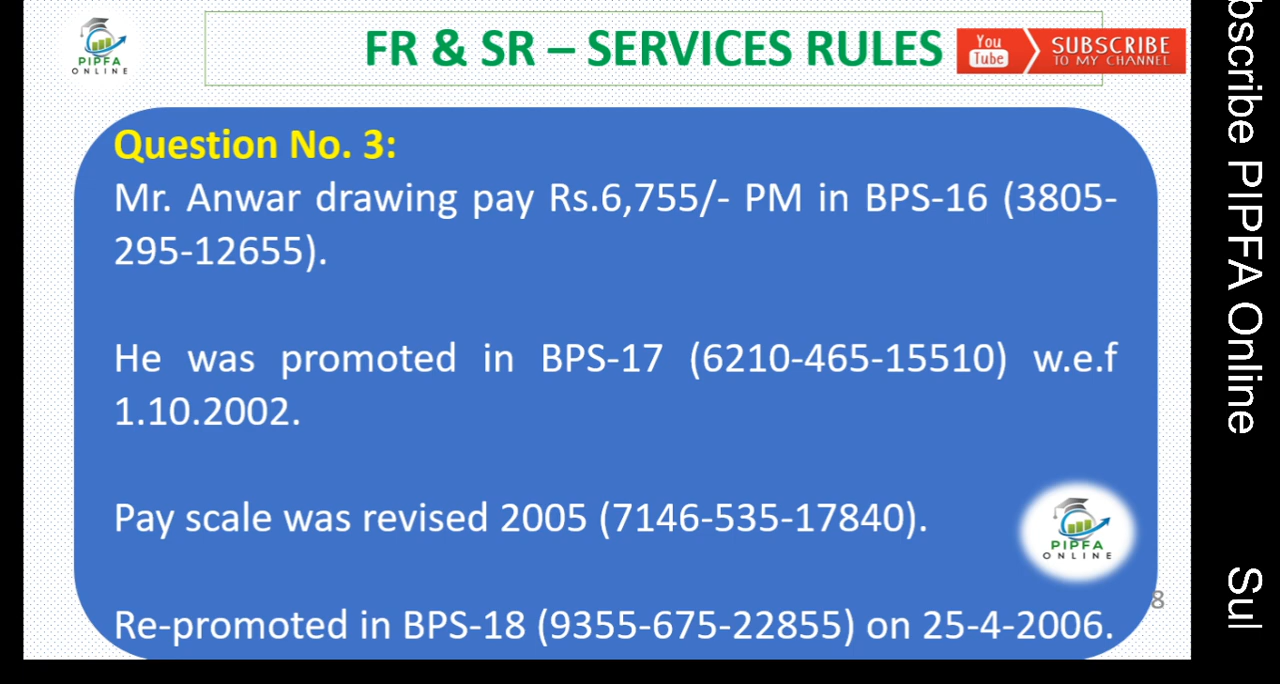 FR & SR – SERVICES RULES
You
Tube
SUBSCRIBE
TO MY CHANNEL
PIPFA
ONLINE
Question No. 3:
Mr. Anwar drawing pay Rs.6,755/- PM in BPS-16 (3805-
295-12655).
He was promoted in BPS-17 (6210-465-15510) w.e.f
1.10.2002.
Pay scale was revised 2005 (7146-535-17840).
PIPFA
ONLINE
8
Re-promoted in BPS-18 (9355-675-22855) on 25-4-2006.
bscribe PIPFA Online
Su